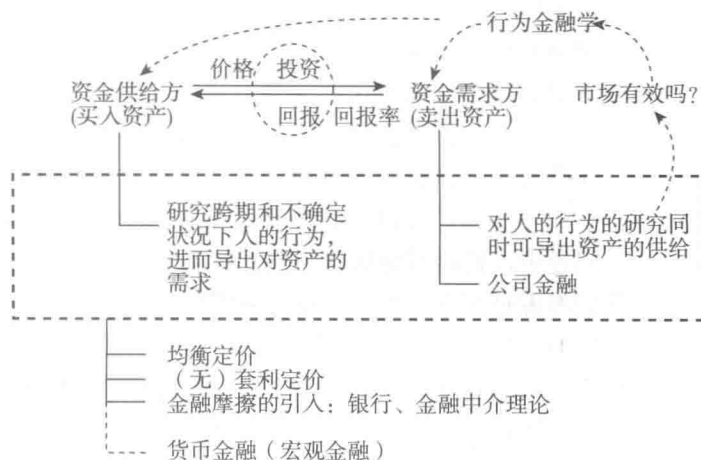 行为金融学
价格 投资
资金供给方 资金需求方 市场有效吗?
(买入资产) 回报 回报率 (卖出资产)
研究跨期和不确定
状况下人的行为,
进而导出对资产的
需求
对人的行为的研究同
时可导出资产的供给
公司金融
均衡定价
(无)套利定价
金融摩擦的引入:银行、金融中介理论
货币金融(宏观金融)